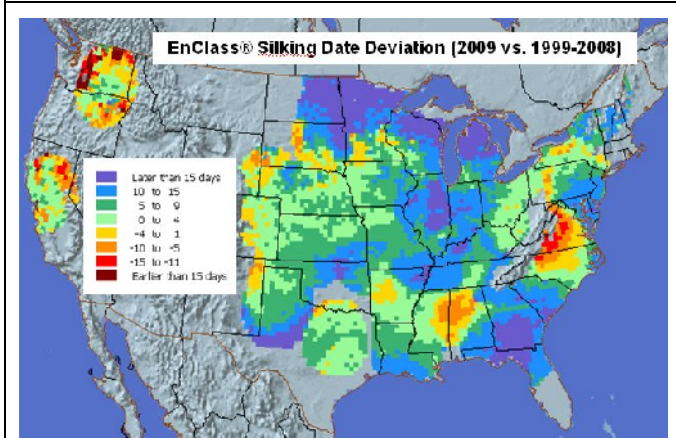 EnClass® Silking Date Deviation (2009 vs. 1999-2008)
Later than 15 days
10 to 15
5 to 9
0 to 4
-4 to 1
-10 to -5
-15 to -11
Earlier than 15 days